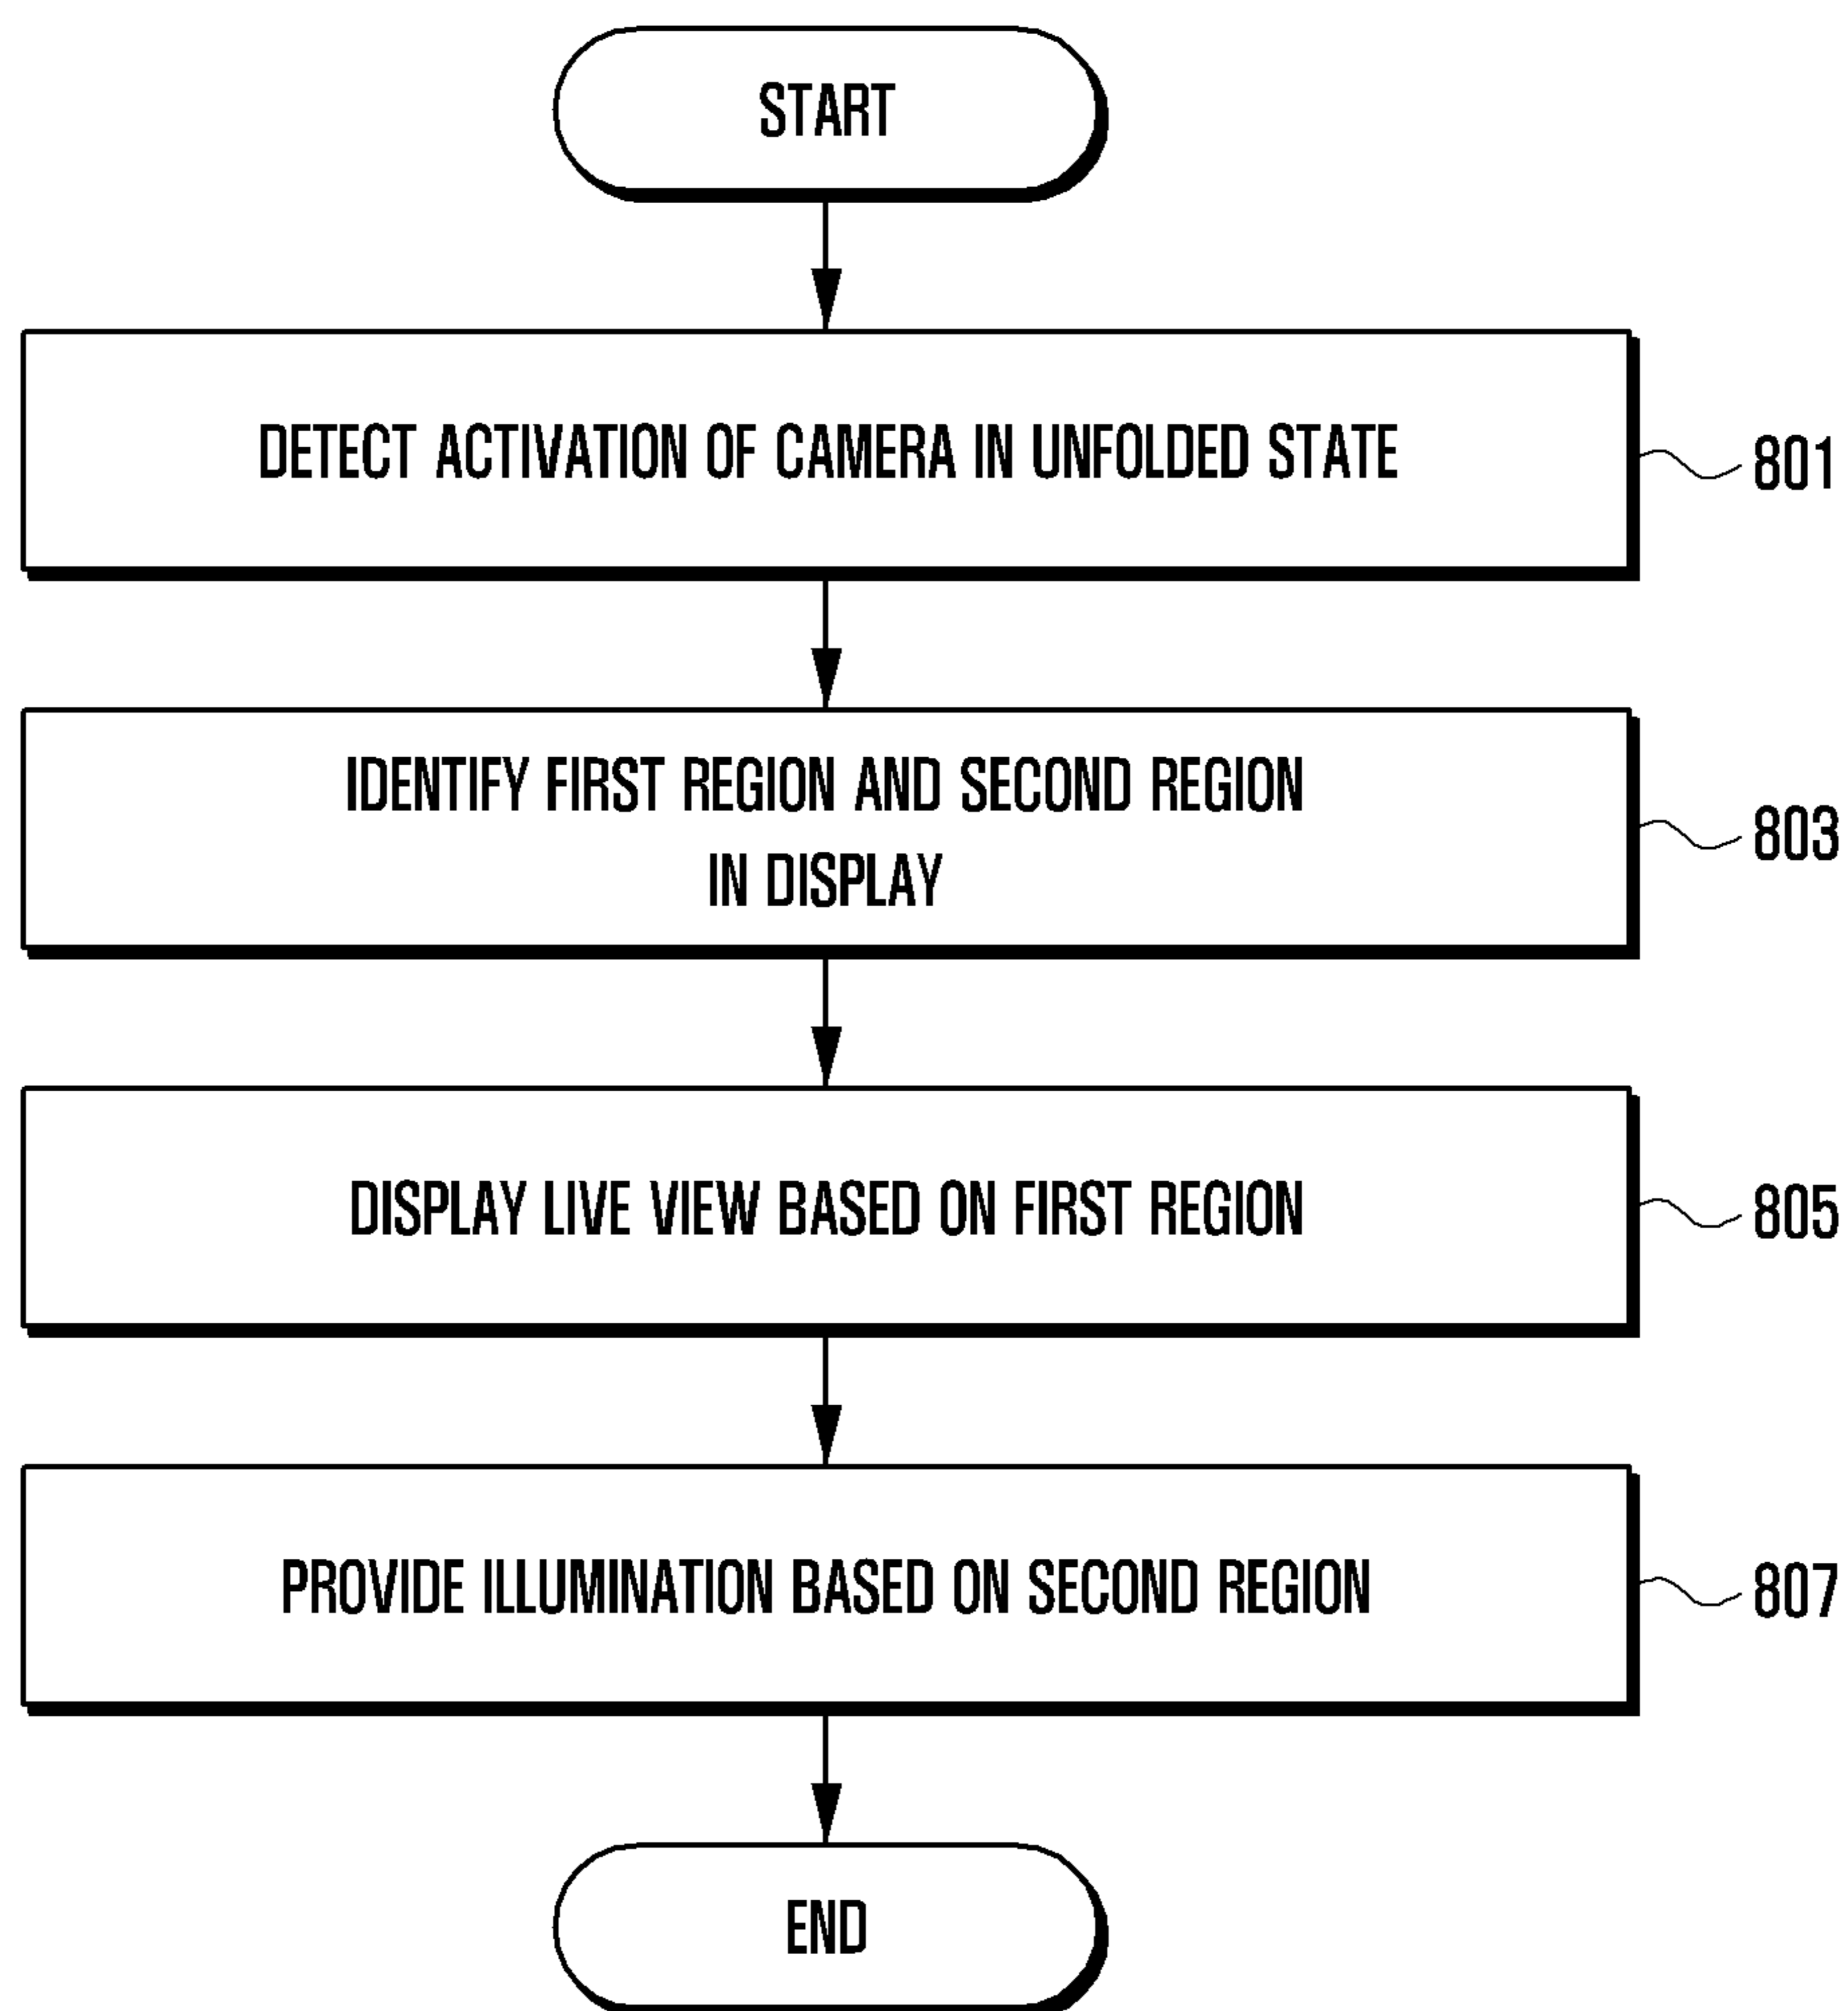 START
DETECT ACTIVATION OF CAMERA IN UNFOLDED STATE
801
IDENTIFY FIRST REGION AND SECOND REGION
IN DISPLAY
803
DISPLAY LIVE VIEW BASED ON FIRST REGION
805
PROVIDE ILLUMINATION BASED ON SECOND REGION
807
END